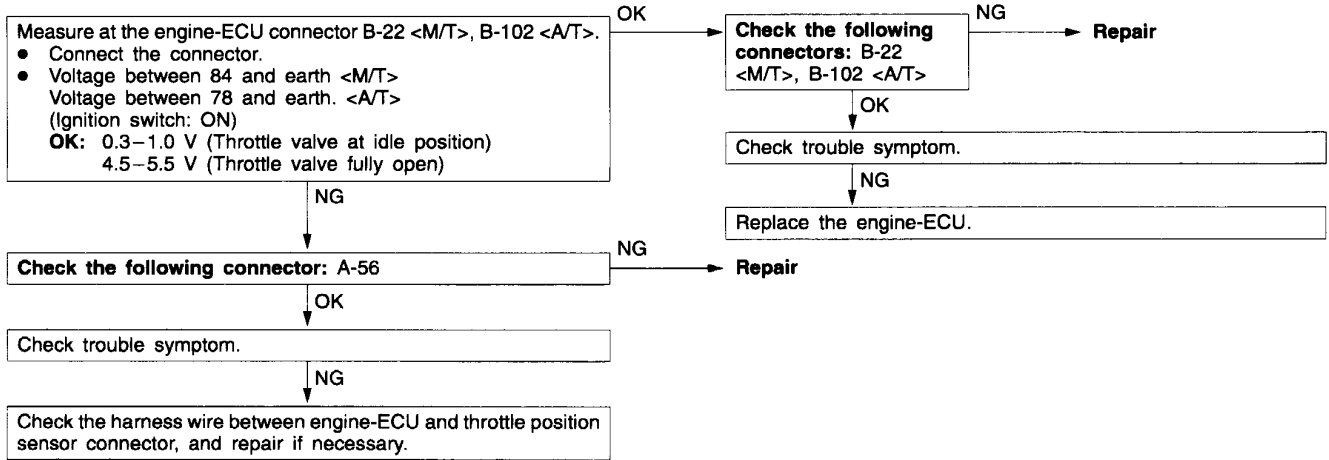 Measure at the engine-ECU connector B-22 <M/T>, B-102 <A/T>.
● Connect the connector.
● Voltage between 84 and earth <M/T>
Voltage between 78 and earth. <A/T>
(Ignition switch: ON)
OK: 0.3–1.0 V (Throttle valve at idle position)
4.5–5.5 V (Throttle valve fully open)
OK
Check the following
connectors: B-22
<M/T>, B-102 <A/T>
NG
Repair
OK
Check trouble symptom.
NG
Replace the engine-ECU.
NG
Check the following connector: A-56
NG
Repair
OK
Check trouble symptom.
NG
Check the harness wire between engine-ECU and throttle position
sensor connector, and repair if necessary.